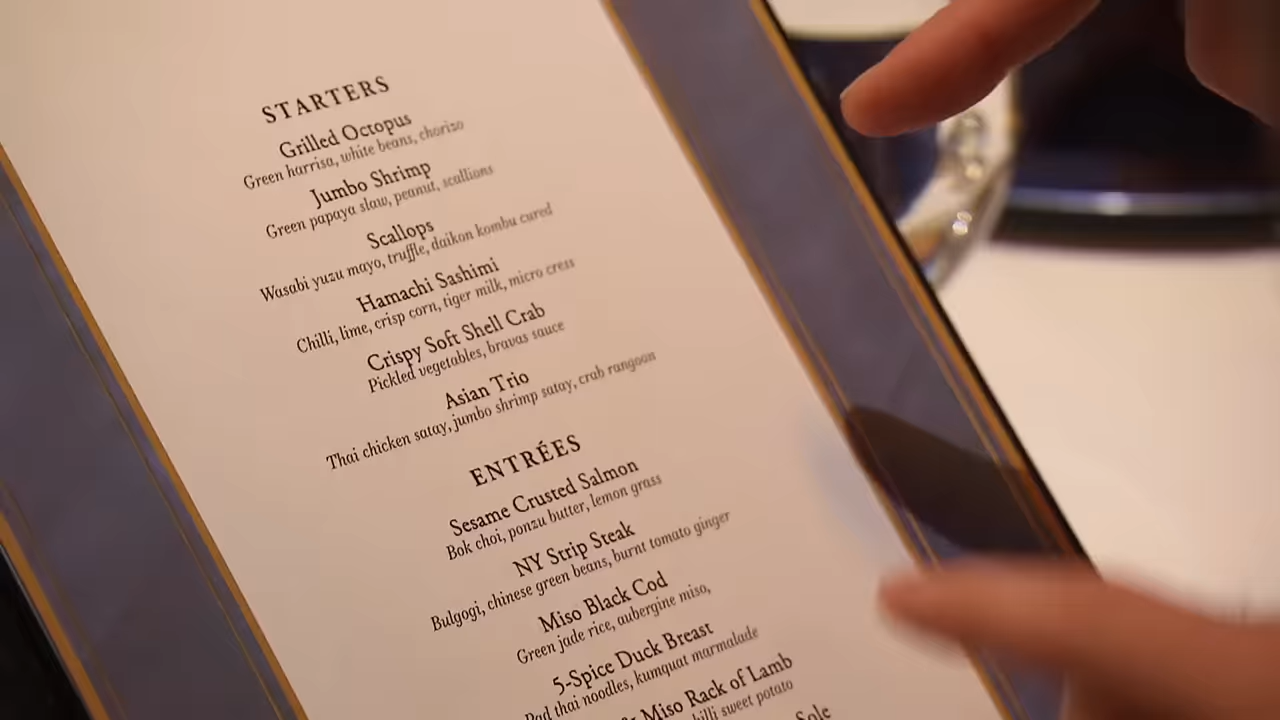 STARTERS
Grilled Octopus
Green harrisa, white beans, chorizo
Jumbo Shrimp
Green papaya slaw, peanut, scallions
Scallops
Wasabi yuzu mayo, truffle, daikon kombu cured
Hamachi Sashimi
Chilli, lime, crisp corn, tiger milk, micro cress
Crispy Soft Shell Crab
Pickled vegetables, bravas sauce
Asian Trio
Thai chicken satay, jumbo shrimp satay, crab rangoon
ENTRÉES
Sesame Crusted Salmon
Bok choi, ponzu butter, lemon grass
NY Strip Steak
Bulgogi, chinese green beans, burnt tomato ginger
Miso Black Cod
Green jade rice, aubergine miso,
5-Spice Duck Breast
Pad thai noodles, kumquat marmalade
& Miso Rack of Lamb
sweet potato
Sole